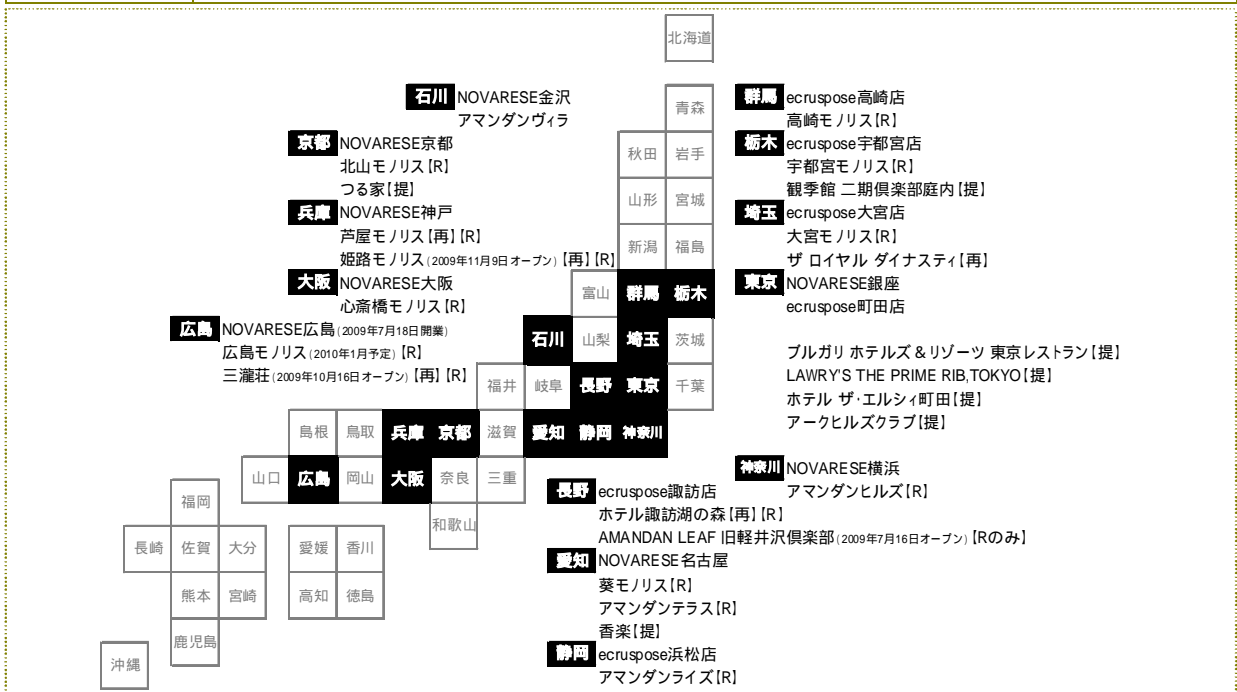 北海道
石川 NOVARESE金沢
アマンダンヴィラ
京都 NOVARESE京都
北山モノリス【R】
つる家【提】
兵庫 NOVARESE神戸
芦屋モノリス【再】【R】
姫路モノリス(2009年11月9日オープン)【再】【R】
大阪 NOVARESE大阪
心斎橋モノリス【R】
広島 NOVARESE広島(2009年7月18日開業)
広島モノリス(2010年1月予定)【R】
三瀧荘(2009年10月16日オープン)【再】【R】
群馬 ecruspose高崎店
高崎モノリス【R】
栃木 ecruspose宇都宮店
宇都宮モノリス【R】
観季館 二期倶楽部庭内【提】
埼玉 ecruspose大宮店
大宮モノリス【R】
ザ ロイヤル ダイナスティ【再】
東京 NOVARESE銀座
ecruspose町田店
ブルガリ ホテルズ&リゾーツ 東京レストラン【提】
LAWRY'S THE PRIME RIB,TOKYO【提】
ホテル ザ・エルシィ町田【提】
アークヒルズクラブ【提】
神奈川 NOVARESE横浜
アマンダンヒルズ【R】
長野 ecruspose諏訪店
ホテル諏訪湖の森【再】【R】
AMANDAN LEAF 旧軽井沢倶楽部(2009年7月16日オープン)【Rのみ】
愛知 NOVARESE名古屋
葵モノリス【R】
アマンダンテラス【R】
香楽【提】
静岡 ecruspose浜松店
アマンダンライズ【R】
青森
秋田 岩手
山形 宮城
新潟 福島
富山 群馬 栃木
石川 山梨 埼玉 茨城
福井 岐阜 長野 東京 千葉
島根 鳥取 兵庫 京都 滋賀 愛知 静岡 神奈川
山口 広島 岡山 大阪 奈良 三重
福岡 和歌山
長崎 佐賀 大分 愛媛 香川
熊本 宮崎 高知 徳島
鹿児島
沖縄